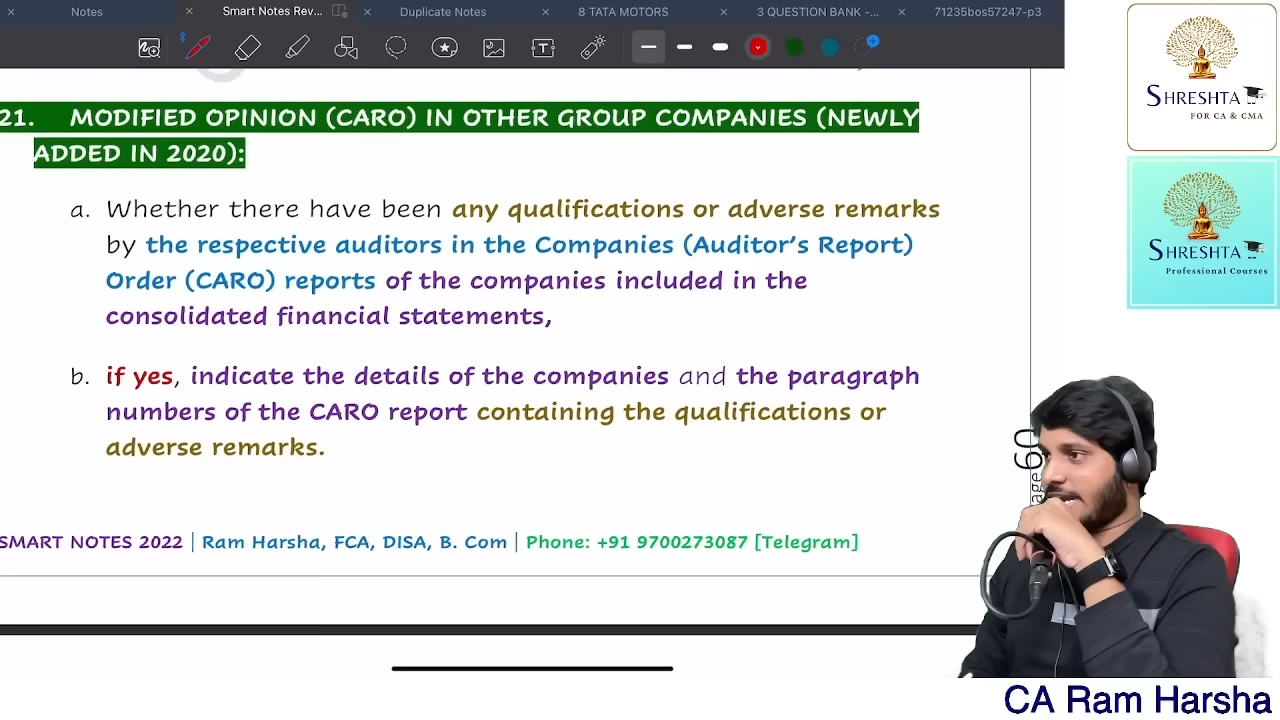 Notes
Smart Notes Rev...
Duplicate Notes
8 TATA MOTORS
3 QUESTION BANK -...
71235bos57247-p3
T
SHRESHTA
FOR CA & CMA
SHRESHTA
Professional Courses
21. MODIFIED OPINION (CARO) IN OTHER GROUP COMPANIES (NEWLY
ADDED IN 2020):
a. Whether there have been any qualifications or adverse remarks
by the respective auditors in the Companies (Auditor's Report)
Order (CARO) reports of the companies included in the
consolidated financial statements,
b. if yes, indicate the details of the companies and the paragraph
numbers of the CARO report containing the qualifications or
adverse remarks.
60
SMART NOTES 2022 | Ram Harsha, FCA, DISA, B. Com | Phone: +91 9700273087 [Telegram]
CA Ram Harsha